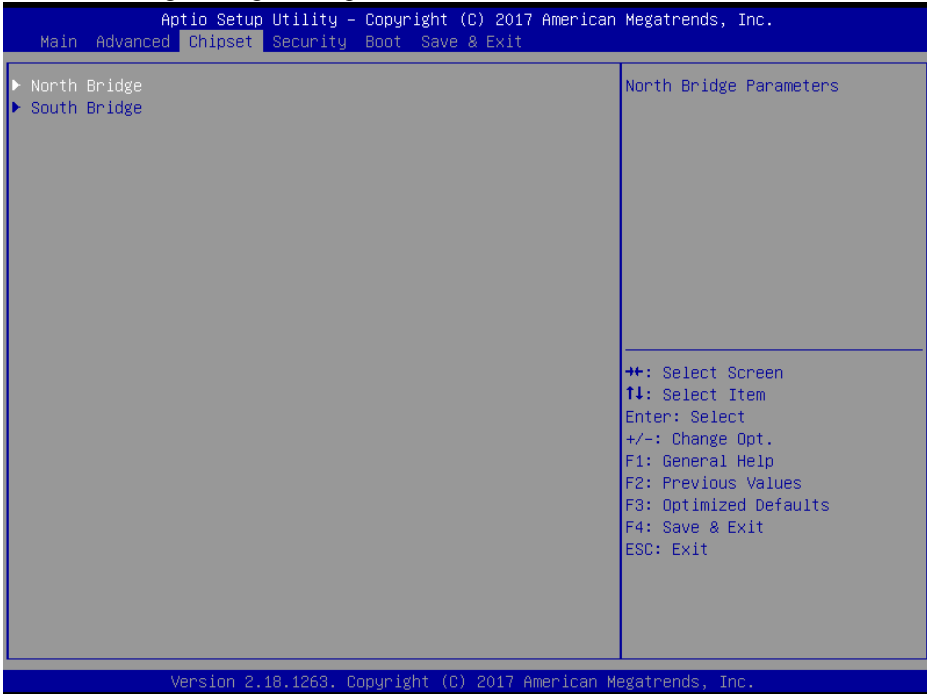 Aptio Setup Utility – Copyright (C) 2017 American Megatrends, Inc.
Main Advanced Chipset Security Boot Save & Exit
▶ North Bridge
▶ South Bridge
North Bridge Parameters
→←: Select Screen
↑↓: Select Item
Enter: Select
+/-: Change Opt.
F1: General Help
F2: Previous Values
F3: Optimized Defaults
F4: Save & Exit
ESC: Exit
Version 2.18.1263. Copyright (C) 2017 American Megatrends, Inc.